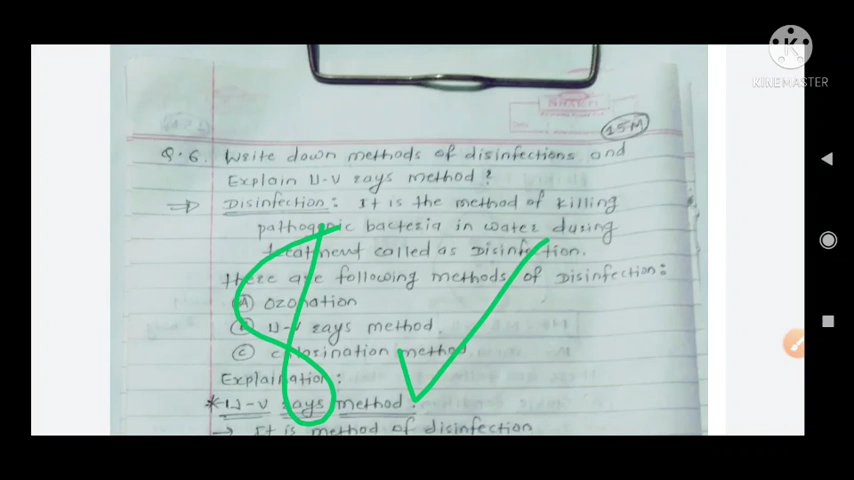 KINEMASTER
15M
Q.6. Write down methods of disinfections and
Explain U-V rays method?
⇒ Disinfection: It is the method of killing
pathogenic bacteria in water during
treatment called as Disinfection.
There are following methods of Disinfection:
(A) Ozonation
(B) U-V rays method.
(C) chlorination method
Explaination:
*U-V rays method:
→ It is method of disinfection